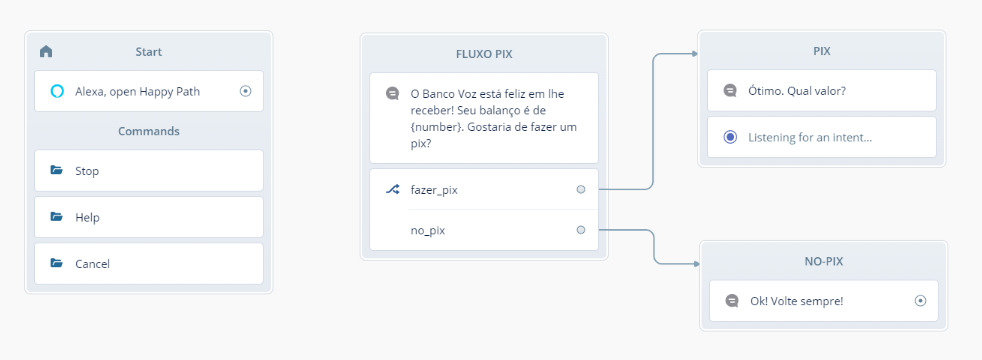 Start
Alexa, open Happy Path
Commands
Stop
Help
Cancel
FLUXO PIX
O Banco Voz está feliz em lhe
receber! Seu balanço é de
{number}. Gostaria de fazer um
pix?
fazer_pix
no_pix
PIX
Ótimo. Qual valor?
Listening for an intent...
NO-PIX
Ok! Volte sempre!